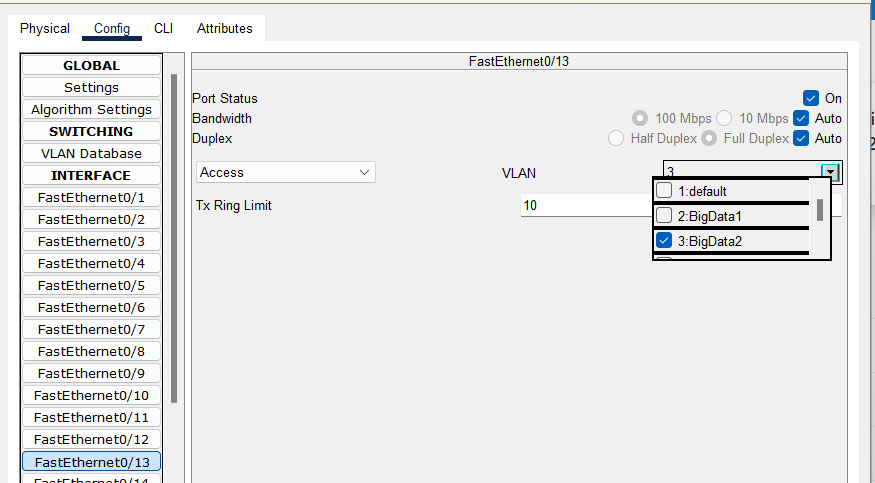 Physical Config CLI Attributes
GLOBAL
Settings
Algorithm Settings
SWITCHING
VLAN Database
INTERFACE
FastEthernet0/1
FastEthernet0/2
FastEthernet0/3
FastEthernet0/4
FastEthernet0/5
FastEthernet0/6
FastEthernet0/7
FastEthernet0/8
FastEthernet0/9
FastEthernet0/10
FastEthernet0/11
FastEthernet0/12
FastEthernet0/13
FastEthernet0/14
FastEthernet0/13
Port Status On
Bandwidth 100 Mbps 10 Mbps Auto
Duplex Half Duplex Full Duplex Auto
Access VLAN 3
1:default
2:BigData1
3:BigData2
Tx Ring Limit 10